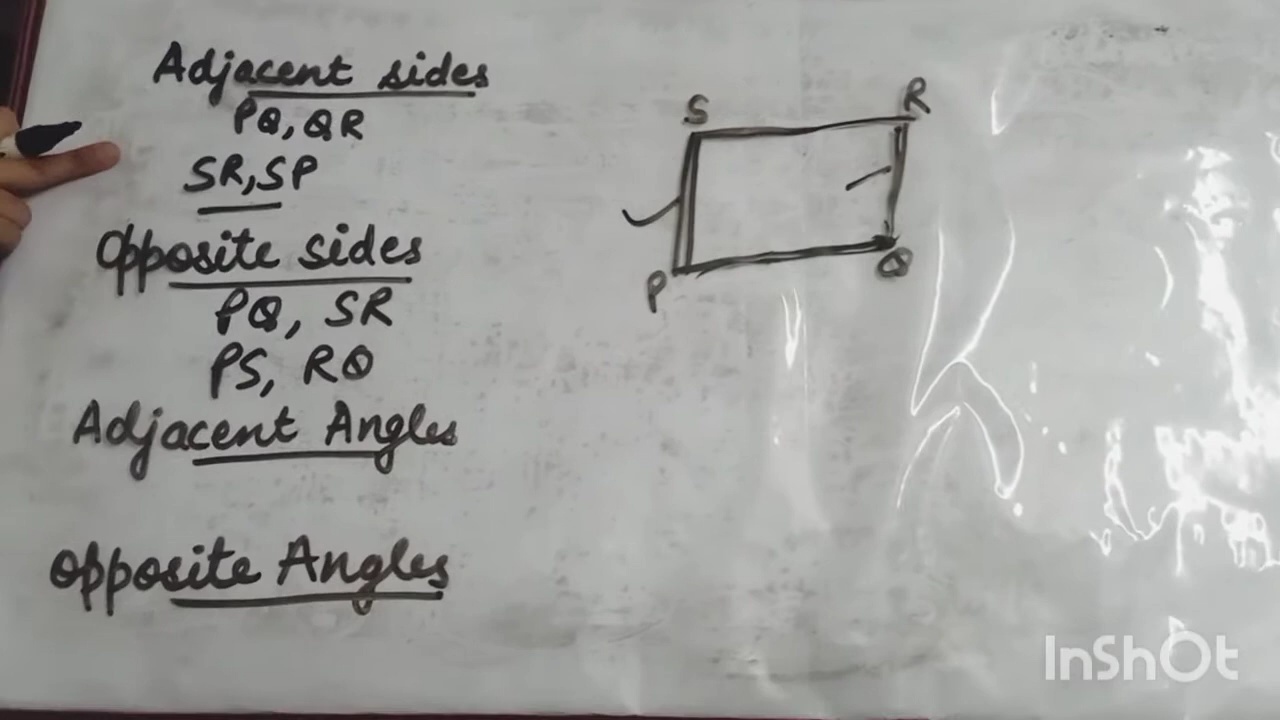 Adjacent sides
PQ, QR
SR, SP
Opposite sides
PQ, SR
PS, RQ
Adjacent Angles
Opposite Angles
S
R
P
Q
InShOt